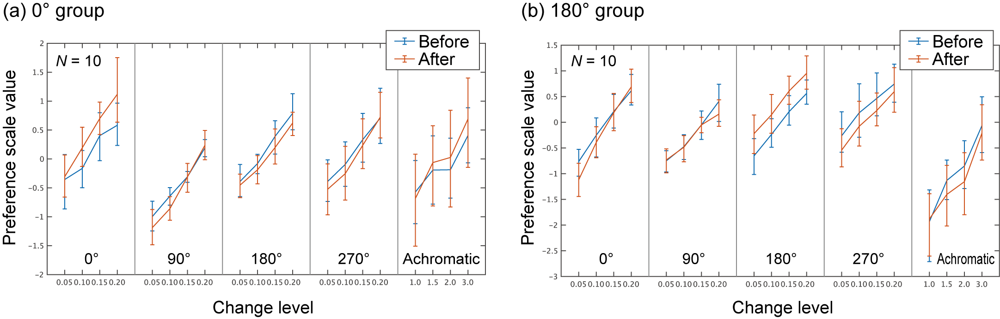 (a) 0° group
Before
After
N = 10
Preference scale value
2
1.5
1
0.5
0
−0.5
−1
−1.5
−2
0° 90° 180° 270° Achromatic
0.05 0.10 0.15 0.20 0.05 0.10 0.15 0.20 0.05 0.10 0.15 0.20 0.05 0.10 0.15 0.20 1.0 1.5 2.0 3.0
Change level
(b) 180° group
Before
After
N = 10
Preference scale value
1.5
1
0.5
0
−0.5
−1
−1.5
−2
−2.5
−3
0° 90° 180° 270° Achromatic
0.05 0.10 0.15 0.20 0.05 0.10 0.15 0.20 0.05 0.10 0.15 0.20 0.05 0.10 0.15 0.20 1.0 1.5 2.0 3.0
Change level